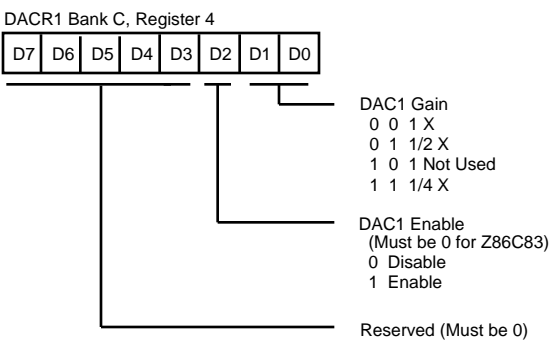 DACR1 Bank C, Register 4
D7 D6 D5 D4 D3 D2 D1 D0
DAC1 Gain
0 0 1 X
0 1 1/2 X
1 0 1 Not Used
1 1 1/4 X
DAC1 Enable
(Must be 0 for Z86C83)
0 Disable
1 Enable
Reserved (Must be 0)